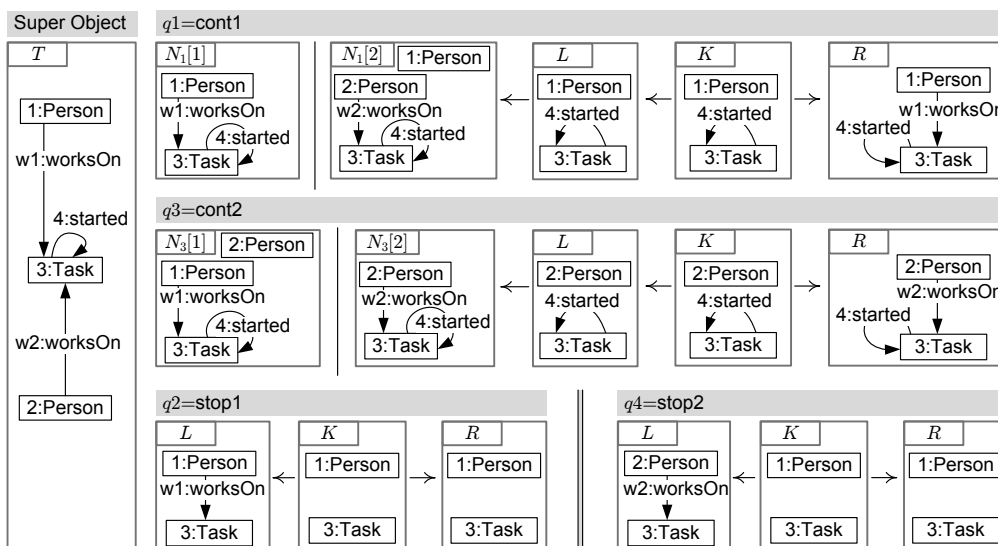 Super Object
T
1:Person
w1:worksOn
4:started
3:Task
w2:worksOn
2:Person
q1=cont1
N1[1]
1:Person
w1:worksOn
4:started
3:Task
N1[2]
1:Person
2:Person
w2:worksOn
4:started
3:Task
L
1:Person
4:started
3:Task
K
1:Person
4:started
3:Task
R
1:Person
w1:worksOn
4:started
3:Task
q3=cont2
N3[1]
2:Person
1:Person
w1:worksOn
4:started
3:Task
N3[2]
2:Person
w2:worksOn
4:started
3:Task
L
2:Person
4:started
3:Task
K
2:Person
4:started
3:Task
R
2:Person
w2:worksOn
4:started
3:Task
q2=stop1
L
1:Person
w1:worksOn
3:Task
K
1:Person
3:Task
R
1:Person
3:Task
q4=stop2
L
2:Person
w2:worksOn
3:Task
K
1:Person
3:Task
R
1:Person
3:Task